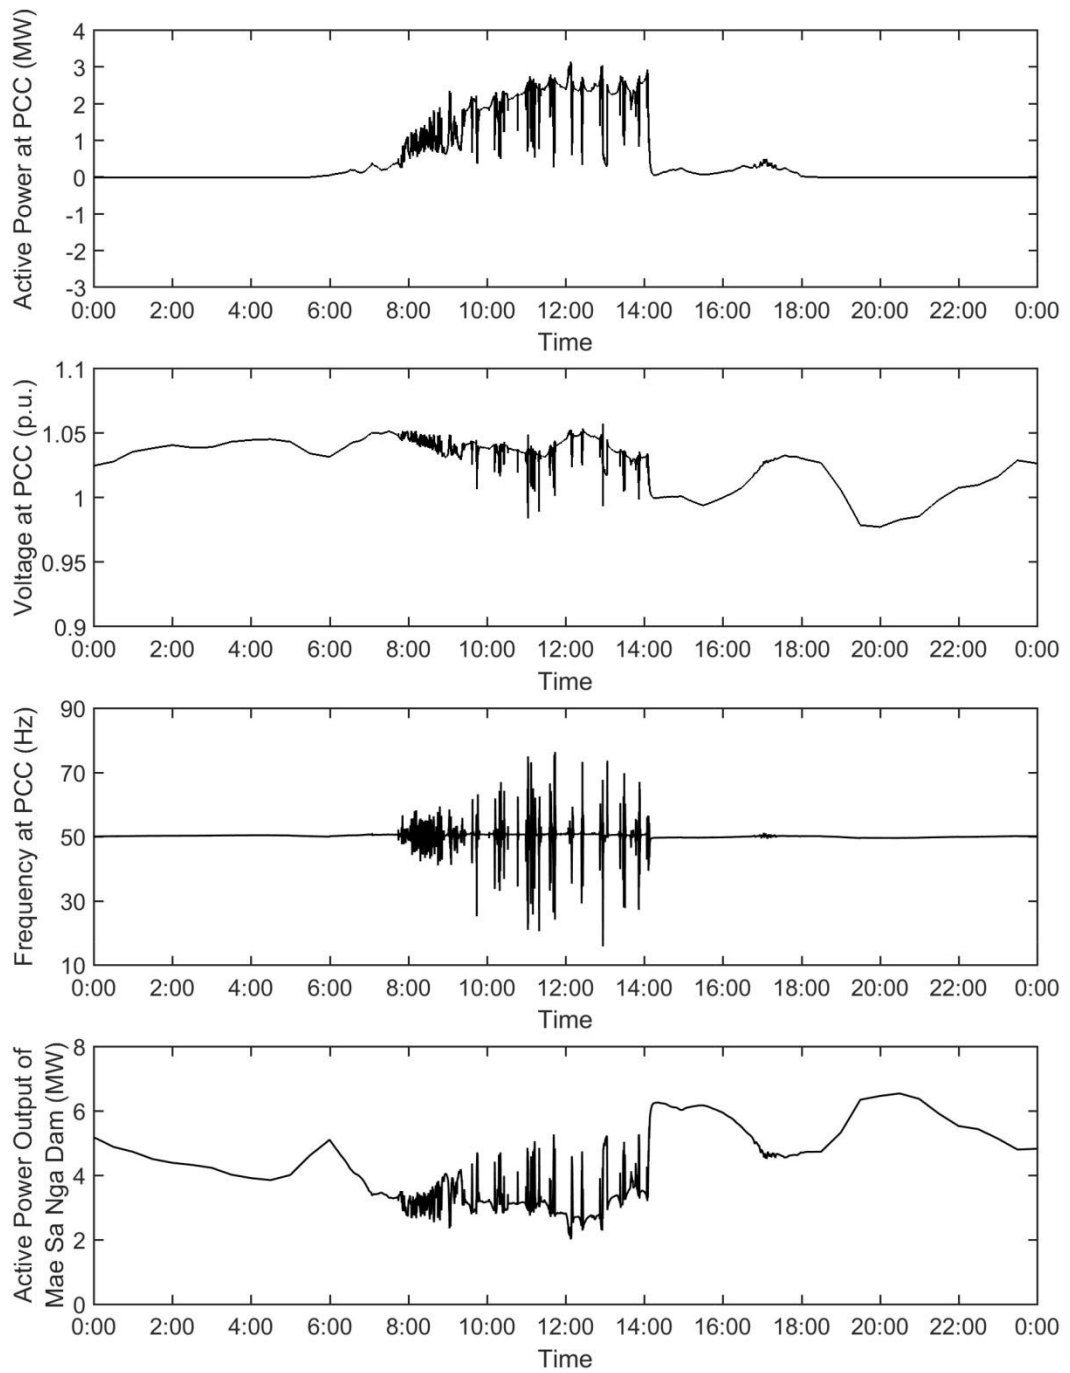 Active Power at PCC (MW)
4
3
2
1
0
-1
-2
-3
0:00 2:00 4:00 6:00 8:00 10:00 12:00 14:00 16:00 18:00 20:00 22:00 0:00
Time
Voltage at PCC (p.u.)
1.1
1.05
1
0.95
0.9
0:00 2:00 4:00 6:00 8:00 10:00 12:00 14:00 16:00 18:00 20:00 22:00 0:00
Time
Frequency at PCC (Hz)
90
70
50
30
10
0:00 2:00 4:00 6:00 8:00 10:00 12:00 14:00 16:00 18:00 20:00 22:00 0:00
Time
Active Power Output of
Mae Sa Nga Dam (MW)
8
6
4
2
0
0:00 2:00 4:00 6:00 8:00 10:00 12:00 14:00 16:00 18:00 20:00 22:00 0:00
Time